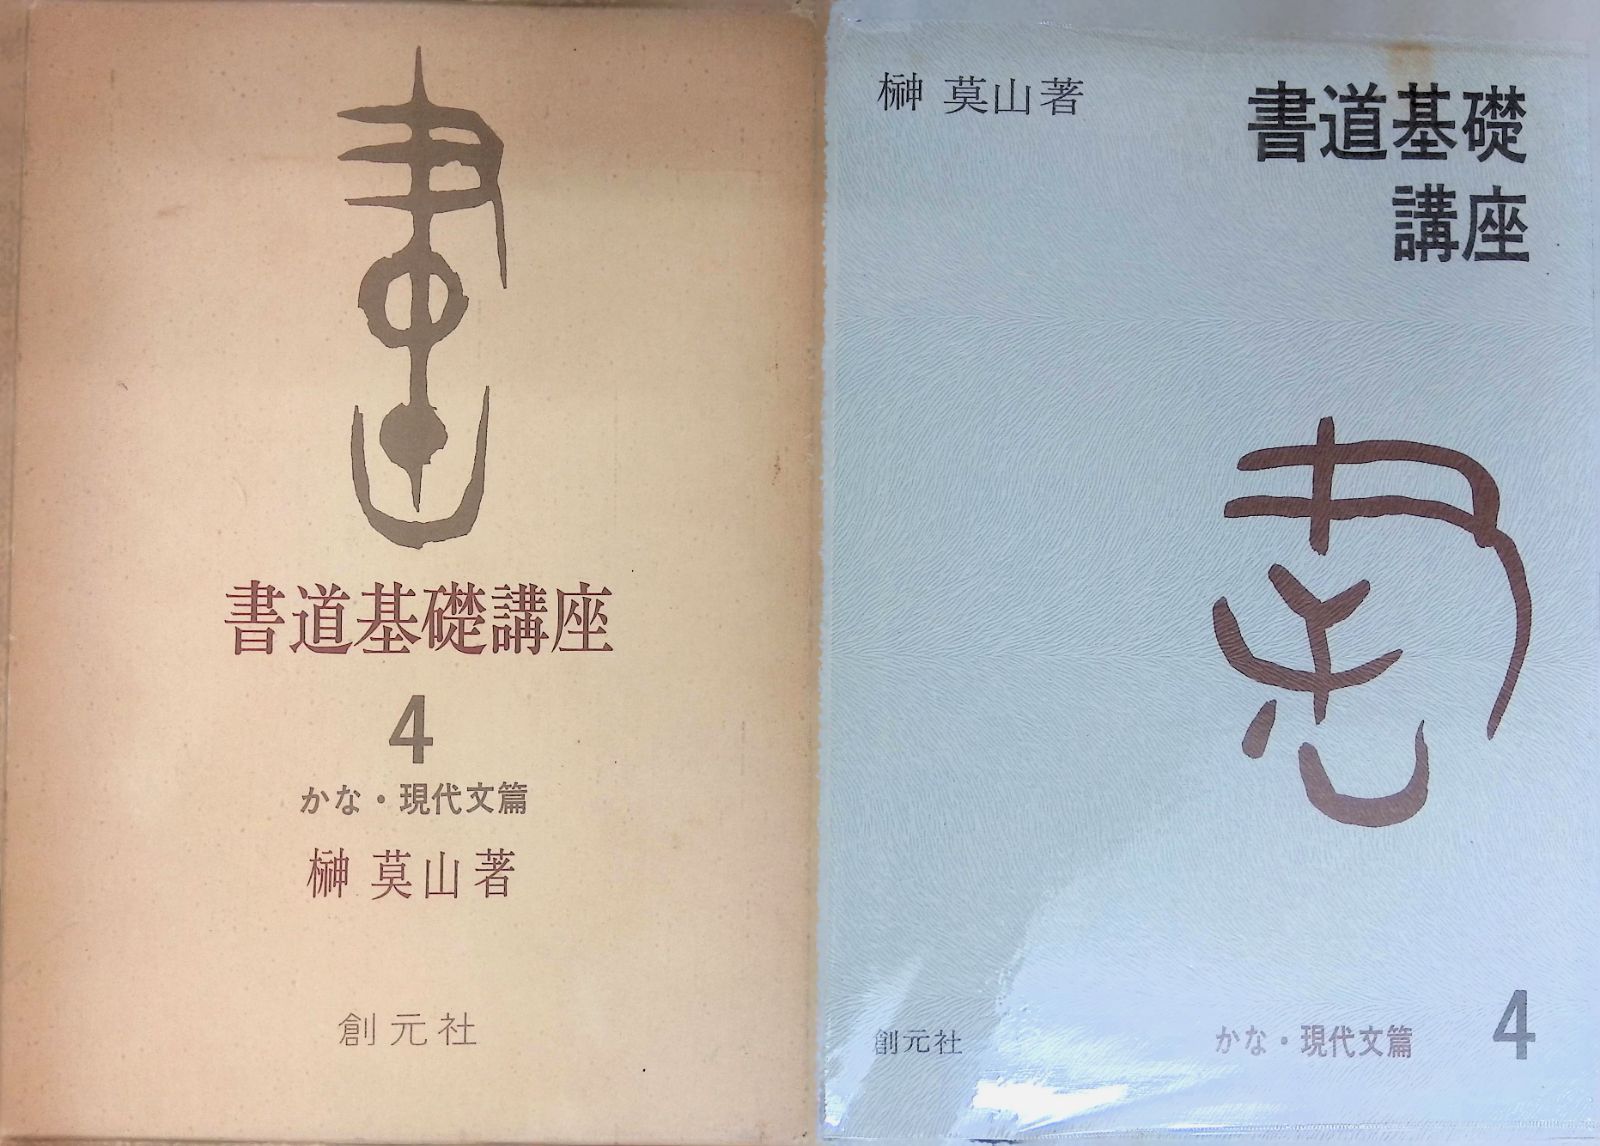 書道基礎講座
4
かな・現代文篇
榊 莫山著
創元社
榊 莫山著
書道基礎
講座
創元社
かな・現代文篇
4